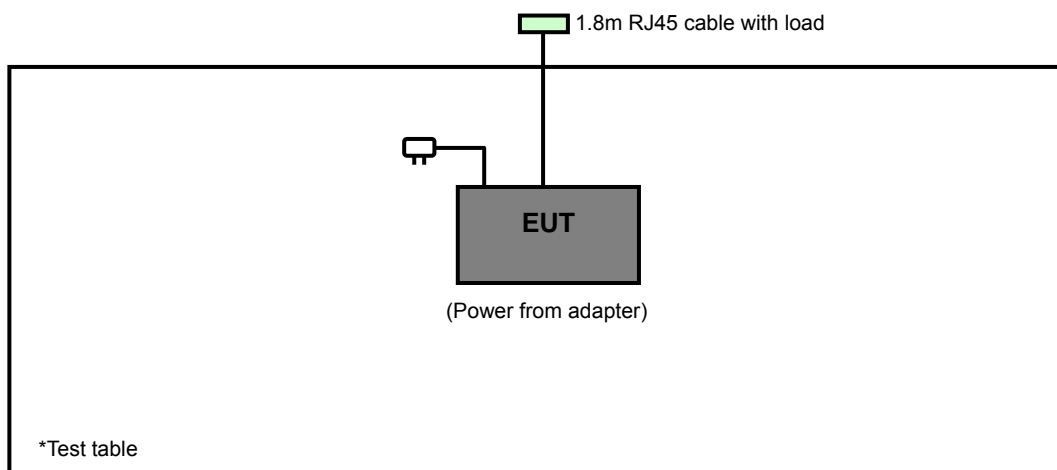 1.8m RJ45 cable with load
EUT
(Power from adapter)
*Test table